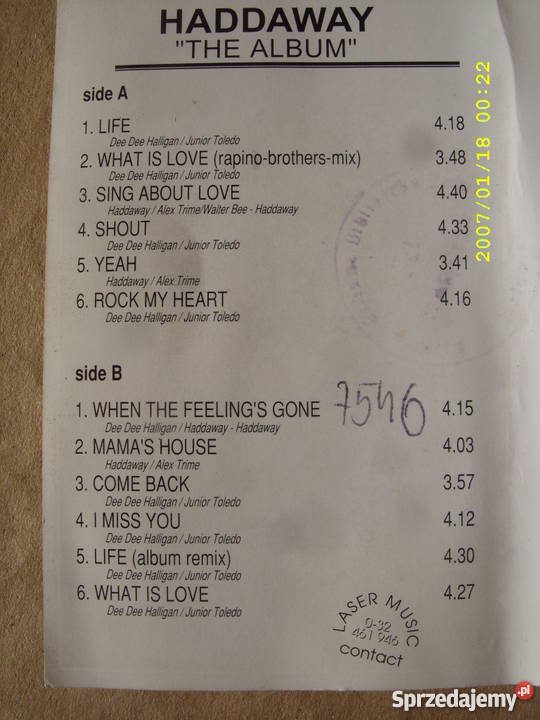 HADDAWAY
"THE ALBUM"
side A
1. LIFE 4.18
Dee Dee Halligan / Junior Toledo
2. WHAT IS LOVE (rapino-brothers-mix) 3.48
Dee Dee Halligan / Junior Toledo
3. SING ABOUT LOVE 4.40
Haddaway / Alex Trime/Walter Bee - Haddaway
4. SHOUT 4.33
Dee Dee Halligan / Junior Toledo
5. YEAH 3.41
Haddaway / Alex Trime
6. ROCK MY HEART 4.16
Dee Dee Halligan / Junior Toledo
side B
1. WHEN THE FEELING'S GONE 4.15
Dee Dee Halligan / Haddaway - Haddaway
7546
2. MAMA'S HOUSE 4.03
Haddaway / Alex Trime
3. COME BACK 3.57
Dee Dee Halligan / Junior Toledo
4. I MISS YOU 4.12
Dee Dee Halligan / Junior Toledo
5. LIFE (album remix) 4.30
Dee Dee Halligan / Junior Toledo
6. WHAT IS LOVE 4.27
Dee Dee Halligan / Junior Toledo
LASER MUSIC
0-32
461 946
contact
2007/01/18 00:22
Sprzedajemy.pl